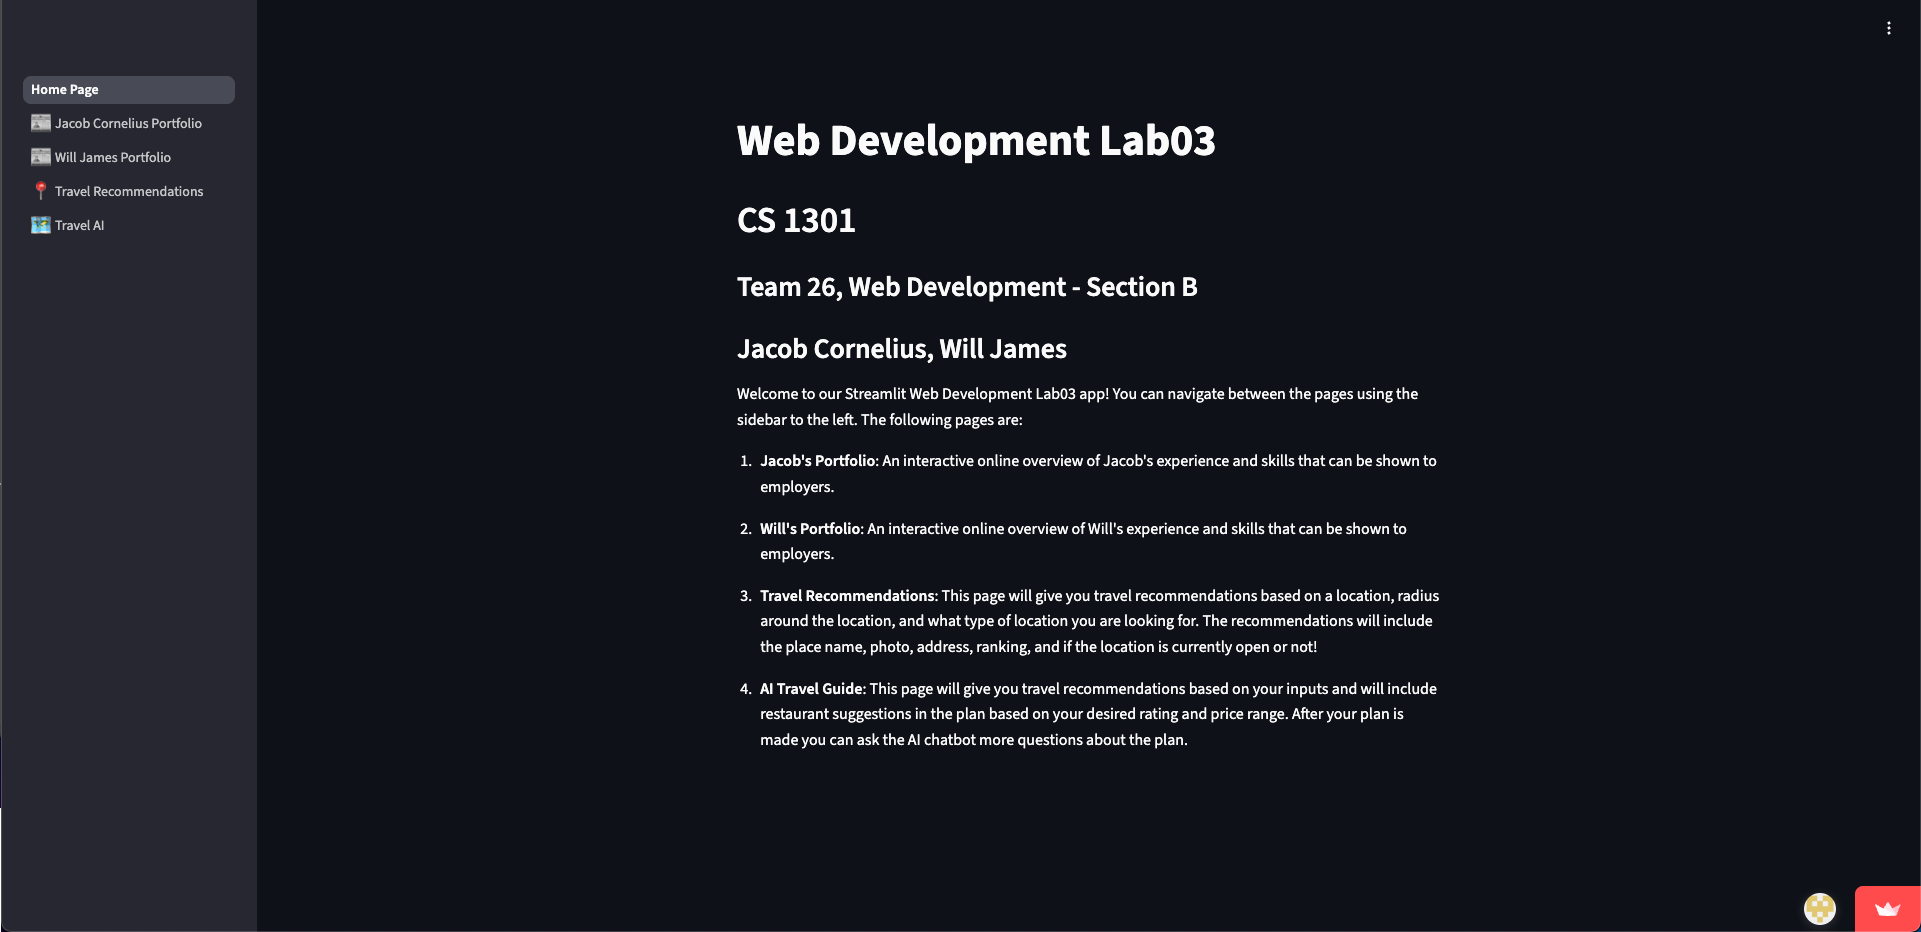 Home Page
Jacob Cornelius Portfolio
Will James Portfolio
Travel Recommendations
Travel AI
Web Development Lab03
CS 1301
Team 26, Web Development - Section B
Jacob Cornelius, Will James
Welcome to our Streamlit Web Development Lab03 app! You can navigate between the pages using the
sidebar to the left. The following pages are:
1. Jacob's Portfolio: An interactive online overview of Jacob's experience and skills that can be shown to
employers.
2. Will's Portfolio: An interactive online overview of Will's experience and skills that can be shown to
employers.
3. Travel Recommendations: This page will give you travel recommendations based on a location, radius
around the location, and what type of location you are looking for. The recommendations will include
the place name, photo, address, ranking, and if the location is currently open or not!
4. AI Travel Guide: This page will give you travel recommendations based on your inputs and will include
restaurant suggestions in the plan based on your desired rating and price range. After your plan is
made you can ask the AI chatbot more questions about the plan.